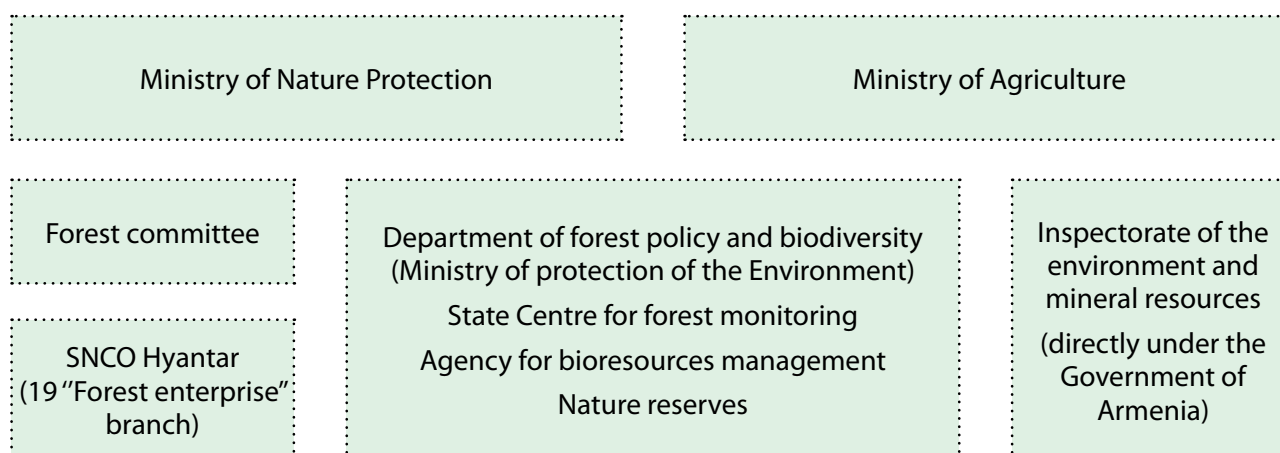 Ministry of Nature Protection
Ministry of Agriculture
Forest committee
SNCO Hyantar
(19 “Forest enterprise”
branch)
Department of forest policy and biodiversity
(Ministry of protection of the Environment)
State Centre for forest monitoring
Agency for bioresources management
Nature reserves
Inspectorate of the
environment and
mineral resources
(directly under the
Government of
Armenia)